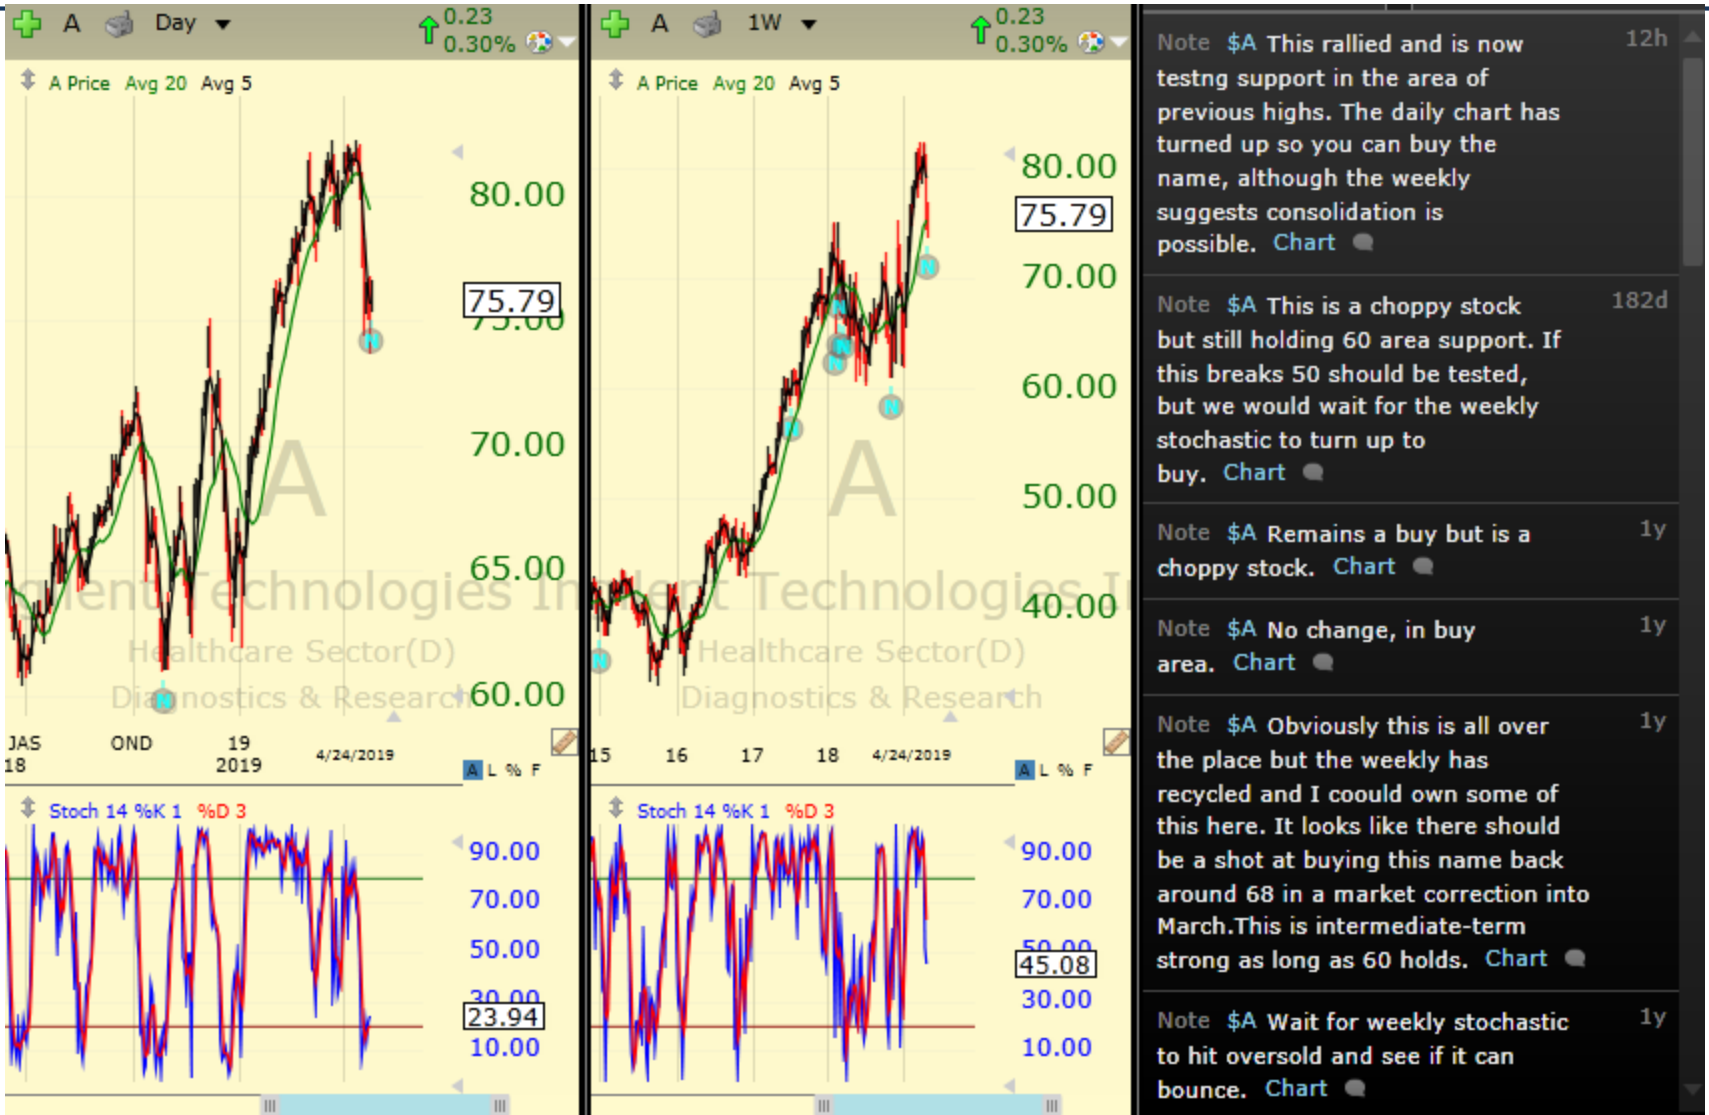 A Day
0.23
0.30%
A Price Avg 20 Avg 5
80.00
75.79
75.00
70.00
65.00
60.00
A
Technologies In
Healthcare Sector(D)
Diagnostics & Research
JAS OND 19
18 2019 4/24/2019
A L % F
Stoch 14 %K 1 %D 3
90.00
70.00
50.00
30.00
23.94
10.00
A 1W
0.23
0.30%
A Price Avg 20 Avg 5
80.00
75.79
70.00
60.00
50.00
40.00
A
Technologies I
Healthcare Sector(D)
Diagnostics & Research
15 16 17 18 4/24/2019
A L % F
Stoch 14 %K 1 %D 3
90.00
70.00
50.00
45.08
30.00
10.00
Note $A This rallied and is now 12h
testng support in the area of
previous highs. The daily chart has
turned up so you can buy the
name, although the weekly
suggests consolidation is
possible. Chart
Note $A This is a choppy stock 182d
but still holding 60 area support. If
this breaks 50 should be tested,
but we would wait for the weekly
stochastic to turn up to
buy. Chart
Note $A Remains a buy but is a 1y
choppy stock. Chart
Note $A No change, in buy 1y
area. Chart
Note $A Obviously this is all over 1y
the place but the weekly has
recycled and I coould own some of
this here. It looks like there should
be a shot at buying this name back
around 68 in a market correction into
March.This is intermediate-term
strong as long as 60 holds. Chart
Note $A Wait for weekly stochastic 1y
to hit oversold and see if it can
bounce. Chart